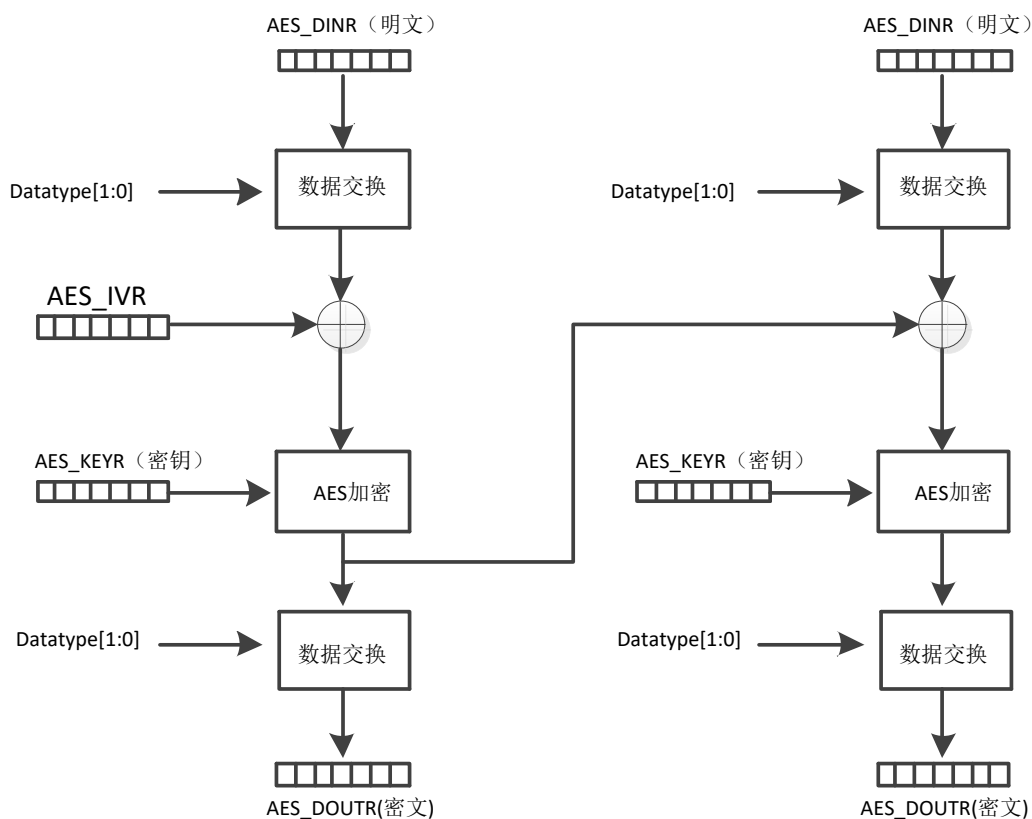 AES_DINR（明文）
AES_DINR（明文）
Datatype[1:0]
数据交换
Datatype[1:0]
数据交换
AES_IVR
AES_KEYR（密钥）
AES加密
AES_KEYR（密钥）
AES加密
Datatype[1:0]
数据交换
Datatype[1:0]
数据交换
AES_DOUTR(密文)
AES_DOUTR(密文)